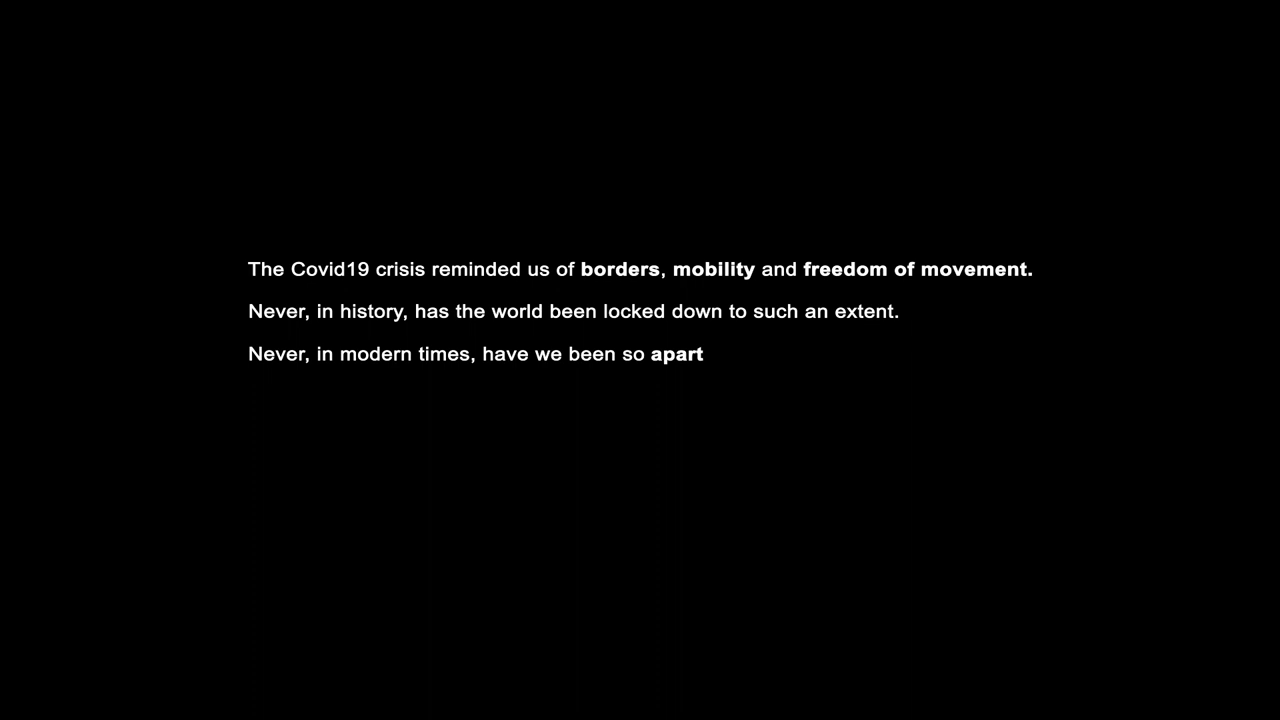 The Covid19 crisis reminded us of borders, mobility and freedom of movement.
Never, in history, has the world been locked down to such an extent.
Never, in modern times, have we been so apart